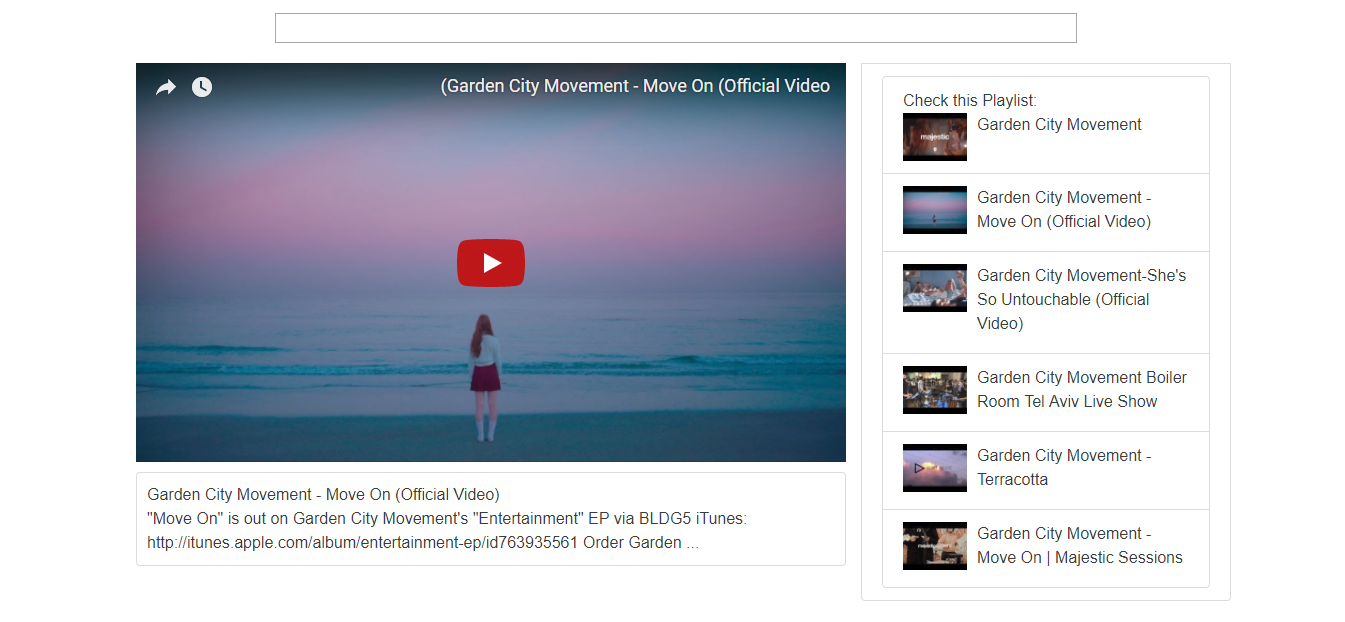 (Garden City Movement - Move On (Official Video
Garden City Movement - Move On (Official Video)
"Move On" is out on Garden City Movement's "Entertainment" EP via BLDG5 iTunes:
http://itunes.apple.com/album/entertainment-ep/id763935561 Order Garden ...
Check this Playlist:
majestic
Garden City Movement
Garden City Movement -
Move On (Official Video)
Garden City Movement-She's
So Untouchable (Official
Video)
Garden City Movement Boiler
Room Tel Aviv Live Show
Garden City Movement -
Terracotta
Garden City Movement -
Move On | Majestic Sessions